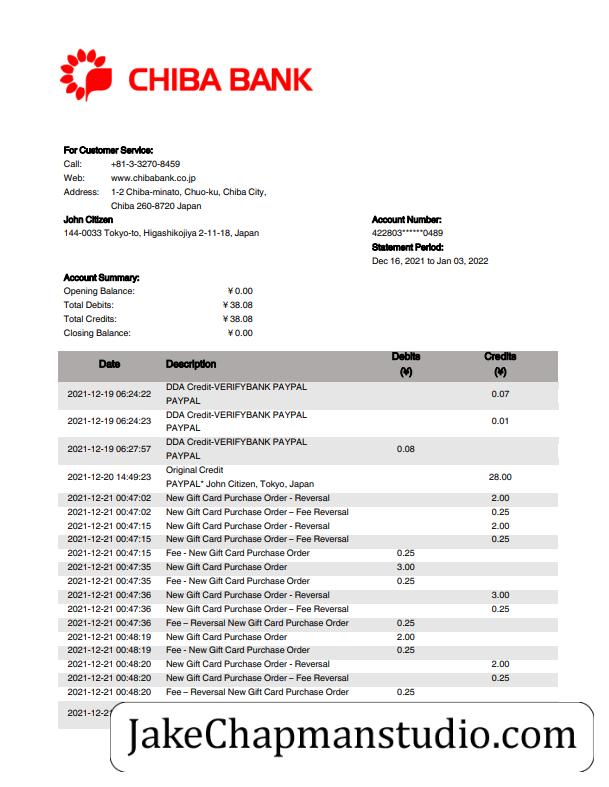 CHIBA BANK
For Customer Service:
Call: +81-3-3270-8459
Web: www.chibabank.co.jp
Address: 1-2 Chiba-minato, Chuo-ku, Chiba City,
Chiba 260-8720 Japan
John Citizen Account Number:
144-0033 Tokyo-to, Higashikojiya 2-11-18, Japan 422803******0489
Statement Period:
Dec 16, 2021 to Jan 03, 2022
Account Summary:
Opening Balance: ¥ 0.00
Total Debits: ¥ 38.08
Total Credits: ¥ 38.08
Closing Balance: ¥ 0.00
Date Description Debits (¥) Credits (¥)
2021-12-19 06:24:22 DDA Credit-VERIFYBANK PAYPAL PAYPAL 0.07
2021-12-19 06:24:23 DDA Credit-VERIFYBANK PAYPAL PAYPAL 0.01
2021-12-19 06:27:57 DDA Credit-VERIFYBANK PAYPAL PAYPAL 0.08
2021-12-20 14:49:23 Original Credit PAYPAL* John Citizen, Tokyo, Japan 28.00
2021-12-21 00:47:02 New Gift Card Purchase Order - Reversal 2.00
2021-12-21 00:47:02 New Gift Card Purchase Order – Fee Reversal 0.25
2021-12-21 00:47:15 New Gift Card Purchase Order - Reversal 2.00
2021-12-21 00:47:15 New Gift Card Purchase Order – Fee Reversal 0.25
2021-12-21 00:47:15 Fee - New Gift Card Purchase Order 0.25
2021-12-21 00:47:35 New Gift Card Purchase Order 3.00
2021-12-21 00:47:35 Fee - New Gift Card Purchase Order 0.25
2021-12-21 00:47:36 New Gift Card Purchase Order - Reversal 3.00
2021-12-21 00:47:36 New Gift Card Purchase Order – Fee Reversal 0.25
2021-12-21 00:47:36 Fee – Reversal New Gift Card Purchase Order 0.25
2021-12-21 00:48:19 New Gift Card Purchase Order 2.00
2021-12-21 00:48:19 Fee - New Gift Card Purchase Order 0.25
2021-12-21 00:48:20 New Gift Card Purchase Order - Reversal 2.00
2021-12-21 00:48:20 New Gift Card Purchase Order – Fee Reversal 0.25
2021-12-21 00:48:20 Fee – Reversal New Gift Card Purchase Order 0.25
JakeChapmanstudio.com